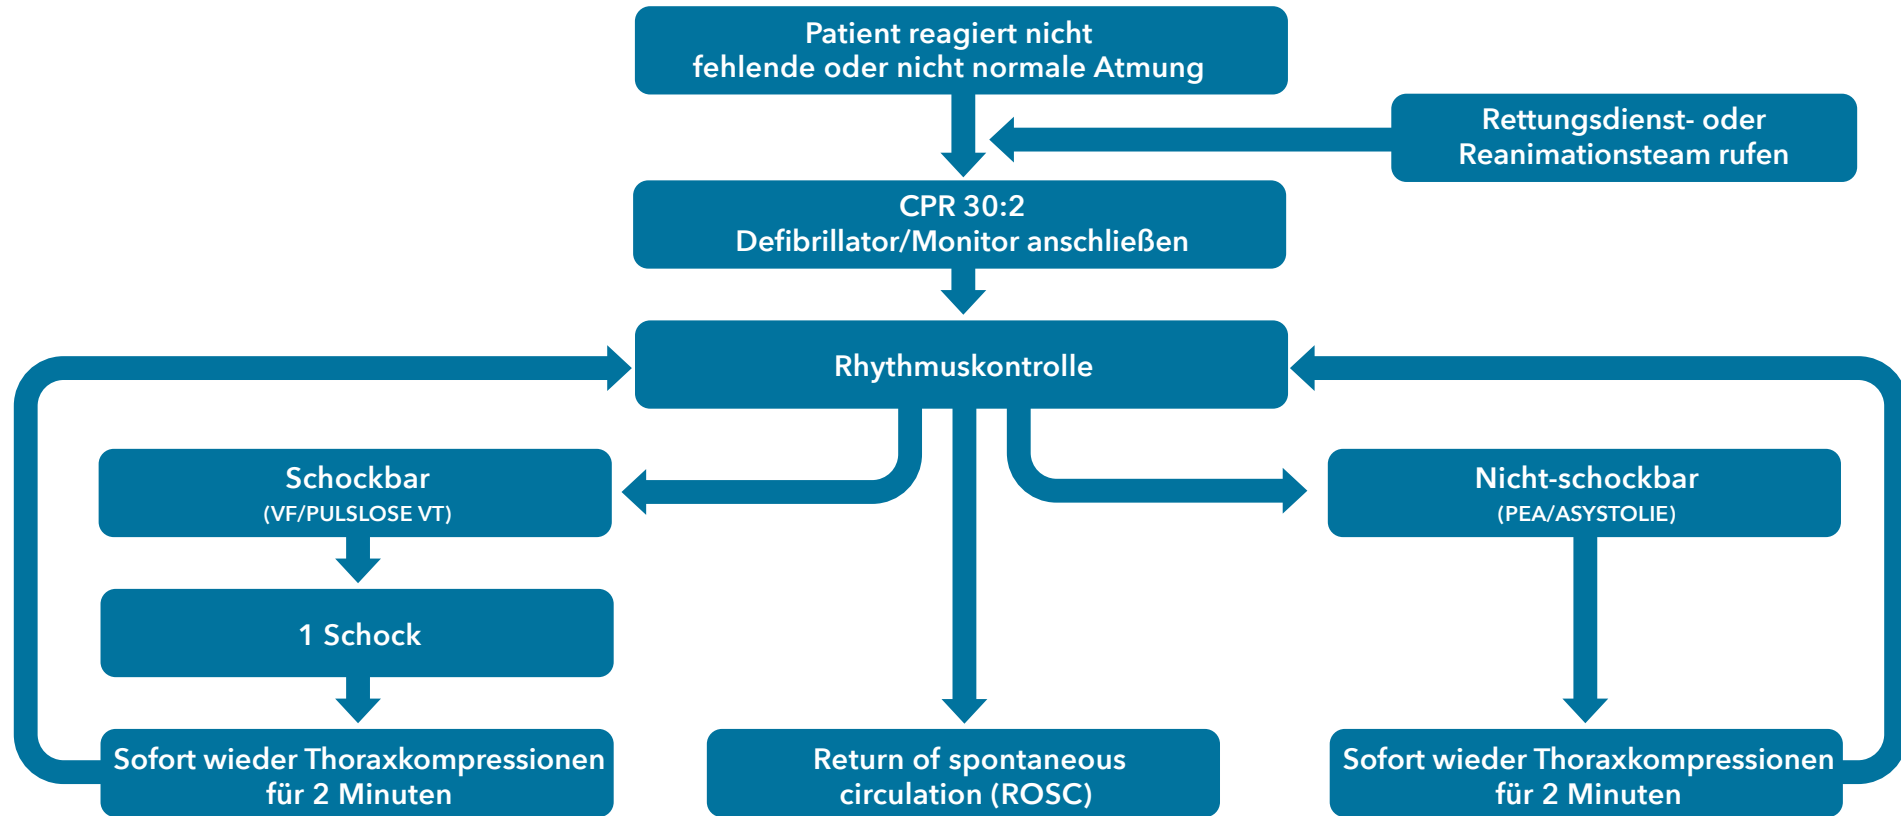 Patient reagiert nicht
fehlende oder nicht normale Atmung
Rettungsdienst- oder
Reanimationsteam rufen
CPR 30:2
Defibrillator/Monitor anschließen
Rhythmuskontrolle
Schockbar
(VF/PULSLOSE VT)
Nicht-schockbar
(PEA/ASYSTOLIE)
1 Schock
Sofort wieder Thoraxkompressionen
für 2 Minuten
Return of spontaneous
circulation (ROSC)
Sofort wieder Thoraxkompressionen
für 2 Minuten